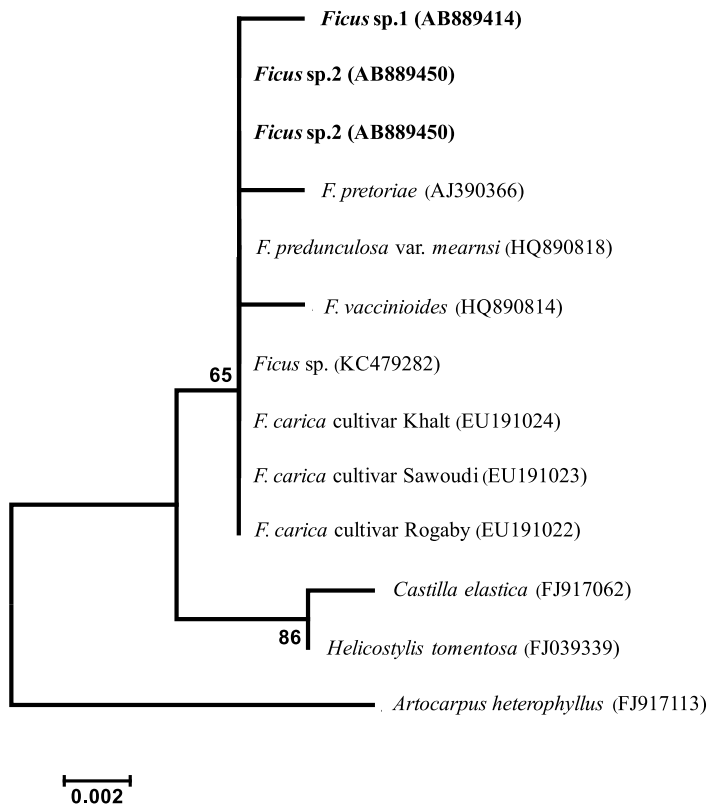 Ficus sp.1 (AB889414)
Ficus sp.2 (AB889450)
Ficus sp.2 (AB889450)
F. pretoriae (AJ390366)
F. predunculosa var. mearnsi (HQ890818)
F. vaccinioides (HQ890814)
Ficus sp. (KC479282)
65
F. carica cultivar Khalt (EU191024)
F. carica cultivar Sawoudi (EU191023)
F. carica cultivar Rogaby (EU191022)
Castilla elastica (FJ917062)
86
Helicostylis tomentosa (FJ039339)
Artocarpus heterophyllus (FJ917113)
0.002